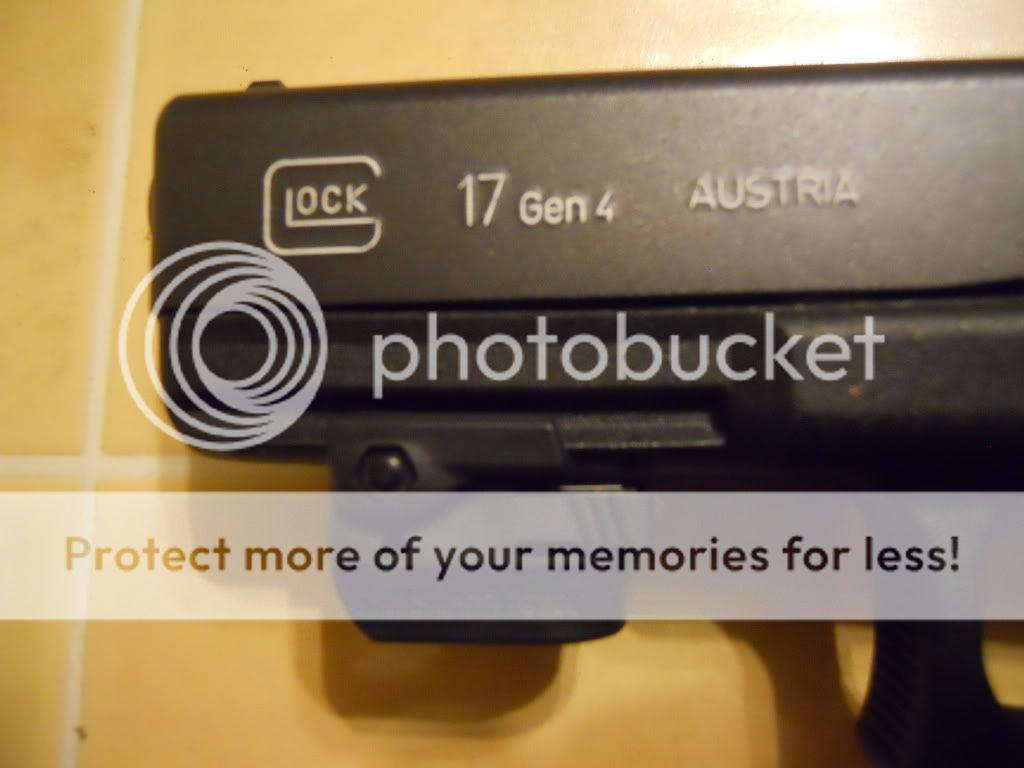 GLOCK 17 Gen 4 AUSTRIA
photobucket
Protect more of your memories for less!